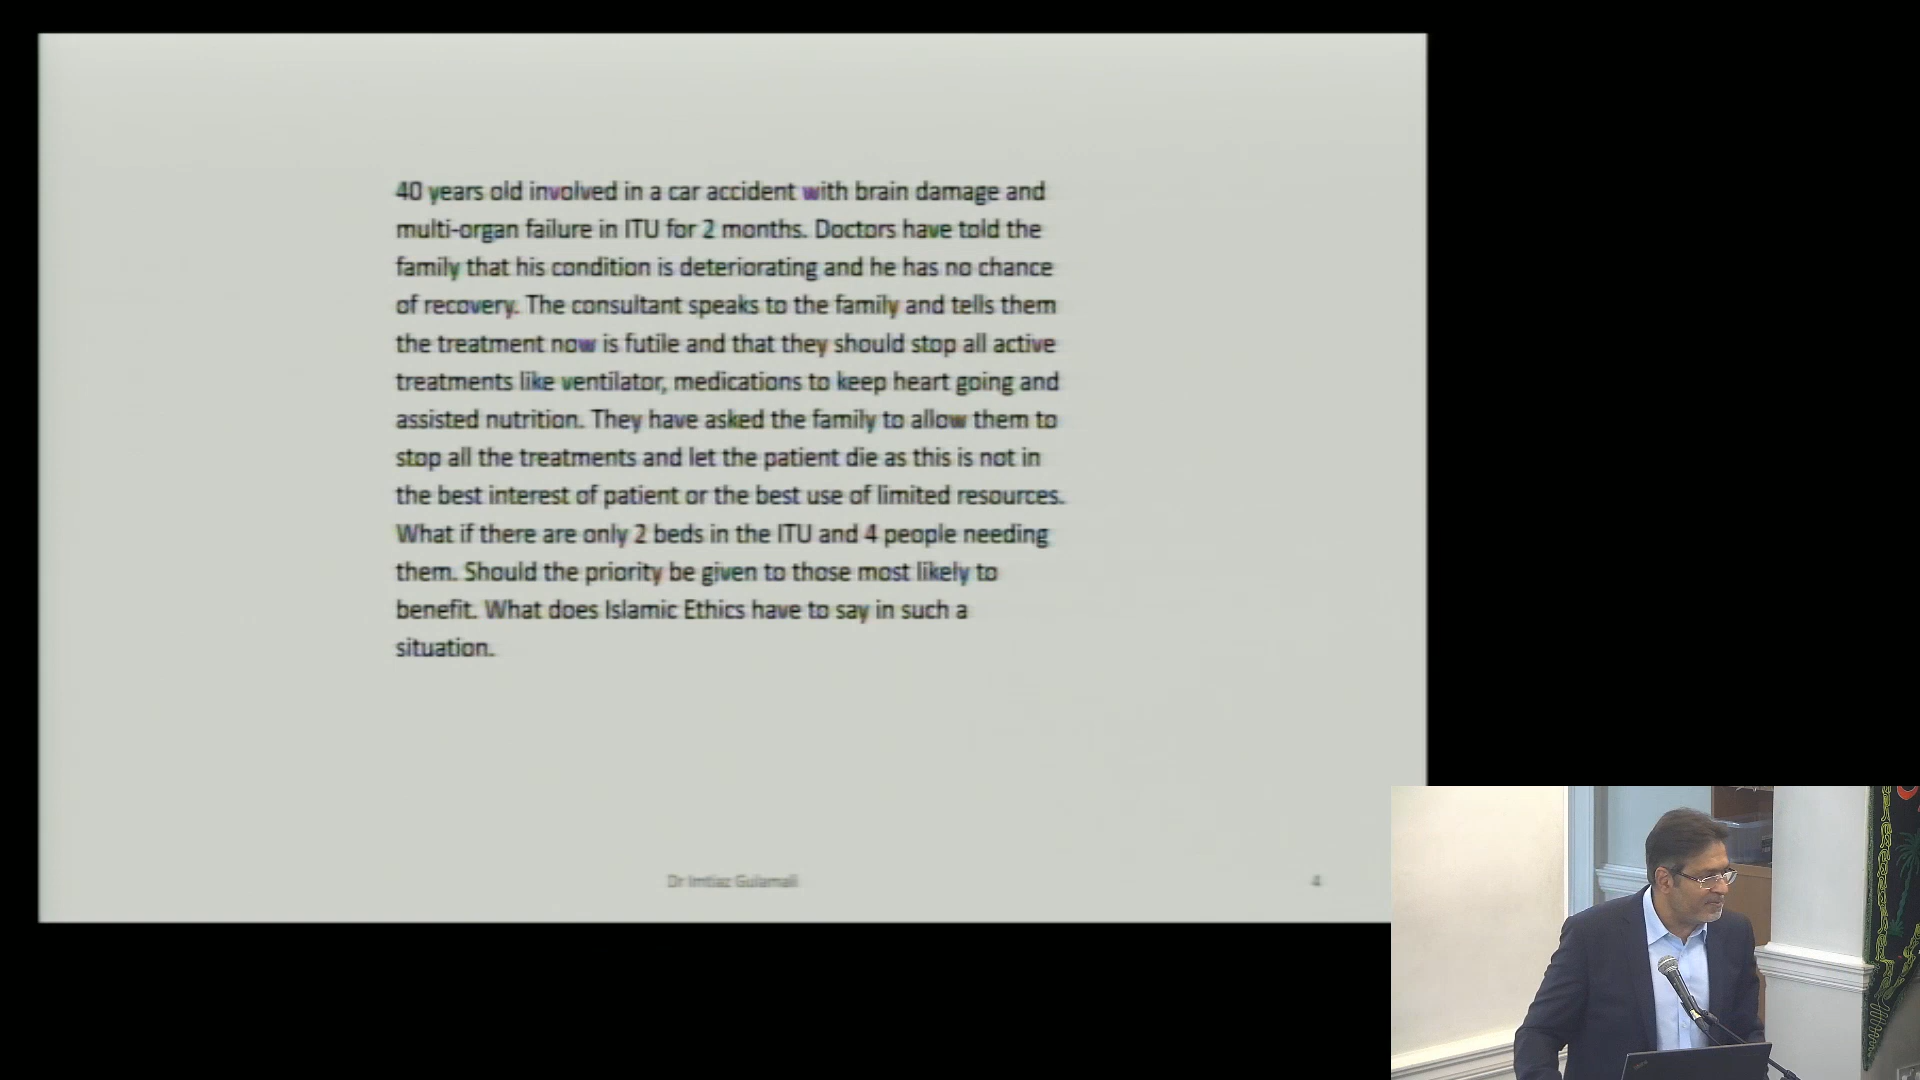 40 years old involved in a car accident with brain damage and
multi-organ failure in ITU for 2 months. Doctors have told the
family that his condition is deteriorating and he has no chance
of recovery. The consultant speaks to the family and tells them
the treatment now is futile and that they should stop all active
treatments like ventilator, medications to keep heart going and
assisted nutrition. They have asked the family to allow them to
stop all the treatments and let the patient die as this is not in
the best interest of patient or the best use of limited resources.
What if there are only 2 beds in the ITU and 4 people needing
them. Should the priority be given to those most likely to
benefit. What does Islamic Ethics have to say in such a
situation.
Dr Imtiaz Gulamali
4